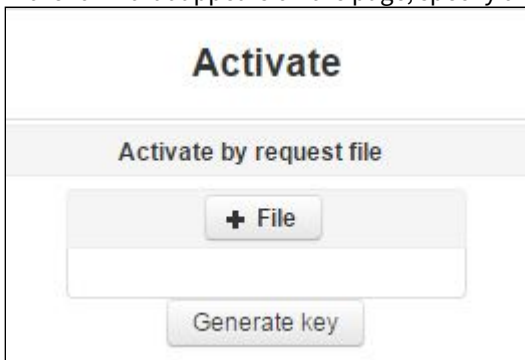 Activate
Activate by request file
+ File
Generate key